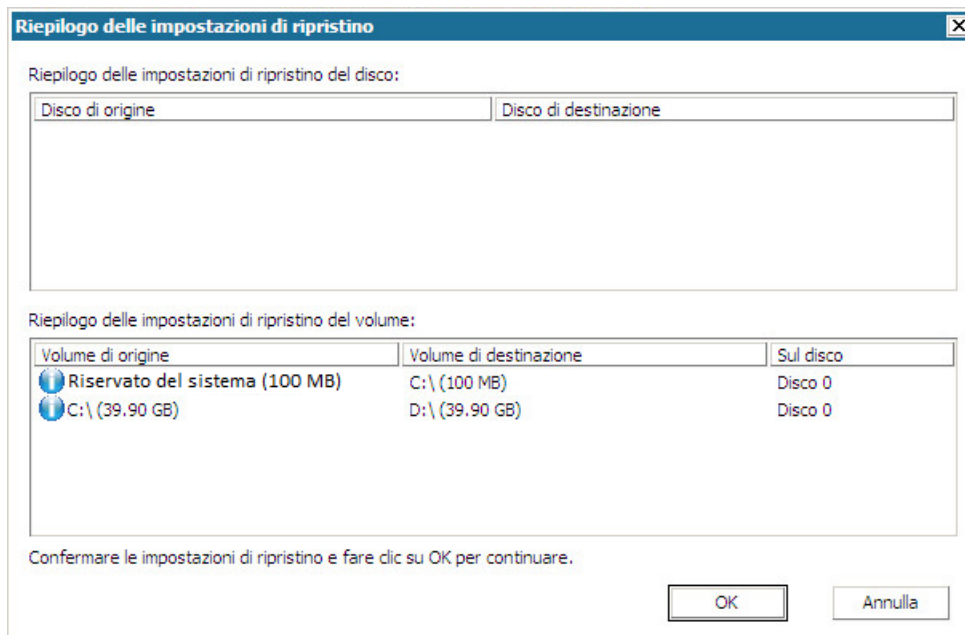 Riepilogo delle impostazioni di ripristino
Riepilogo delle impostazioni di ripristino del disco:
Disco di origine Disco di destinazione
Riepilogo delle impostazioni di ripristino del volume:
Volume di origine Volume di destinazione Sul disco
Riservato del sistema (100 MB) C:\ (100 MB) Disco 0
C:\ (39.90 GB) D:\ (39.90 GB) Disco 0
Confermare le impostazioni di ripristino e fare clic su OK per continuare.
OK Annulla